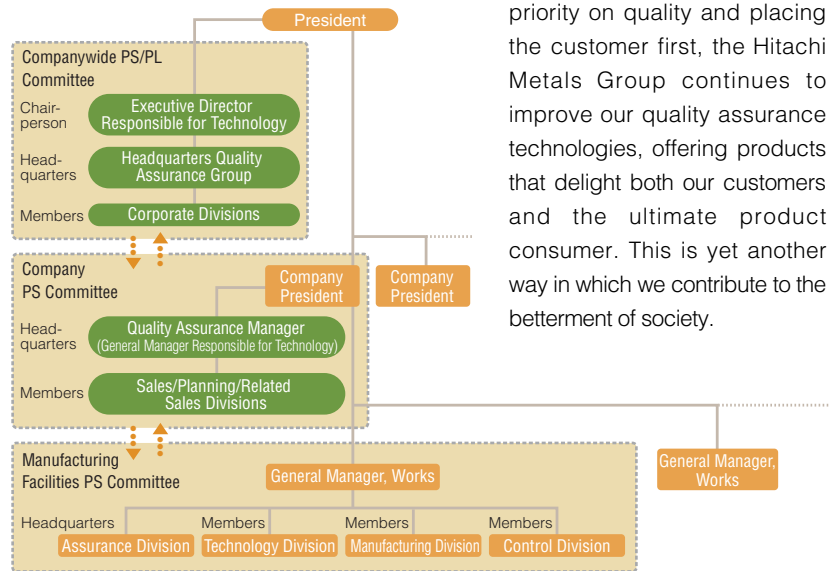 President
Companywide PS/PL
Committee
Chair-
person
Executive Director
Responsible for Technology
Head-
quarters
Headquarters Quality
Assurance Group
Members
Corporate Divisions
Company
PS Committee
Company
President
Company
President
Head-
quarters
Quality Assurance Manager
(General Manager Responsible for Technology)
Members
Sales/Planning/Related
Sales Divisions
Manufacturing
Facilities PS Committee
General Manager, Works
General Manager,
Works
Headquarters
Members
Members
Members
Assurance Division
Technology Division
Manufacturing Division
Control Division
priority on quality and placing
the customer first, the Hitachi
Metals Group continues to
improve our quality assurance
technologies, offering products
that delight both our customers
and the ultimate product
consumer. This is yet another
way in which we contribute to the
betterment of society.